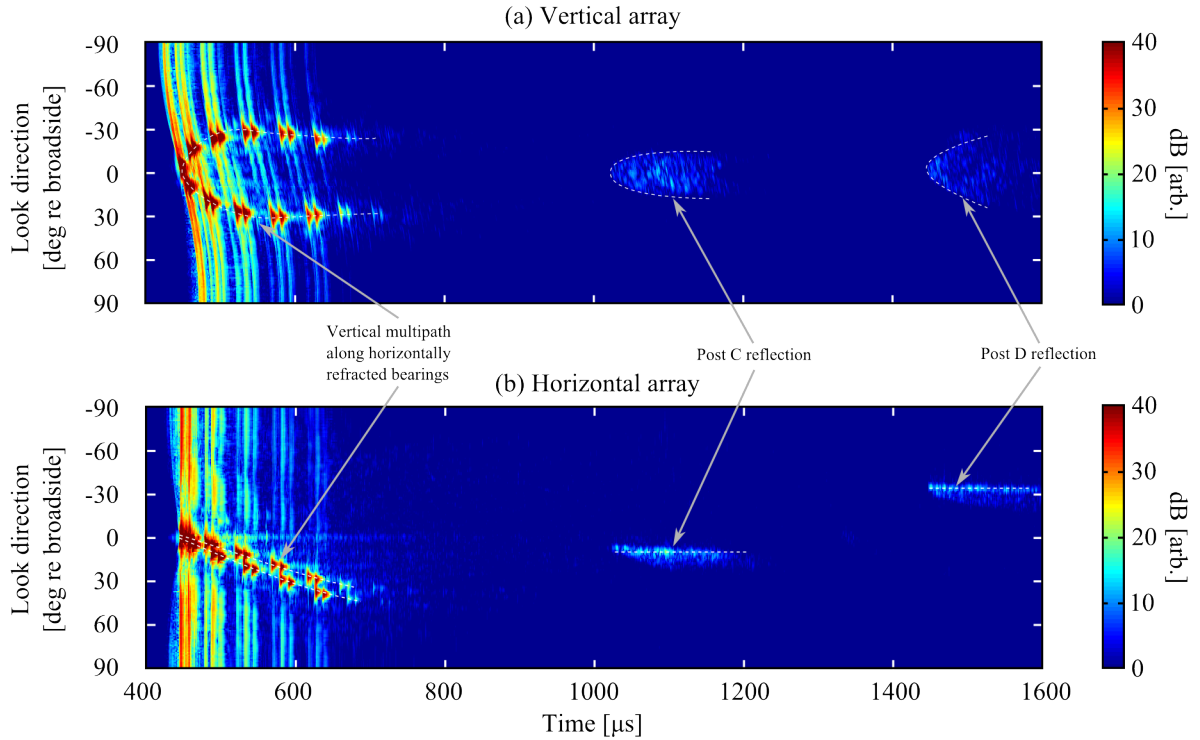 (a) Vertical array
-90
-60
-30
0
30
60
90
Look direction
[deg re broadside]
40
30
20
10
0
dB [arb.]
Vertical multipath
along horizontally
refracted bearings
Post C reflection
Post D reflection
(b) Horizontal array
-90
-60
-30
0
30
60
90
Look direction
[deg re broadside]
40
30
20
10
0
dB [arb.]
400 600 800 1000 1200 1400 1600
Time [μs]